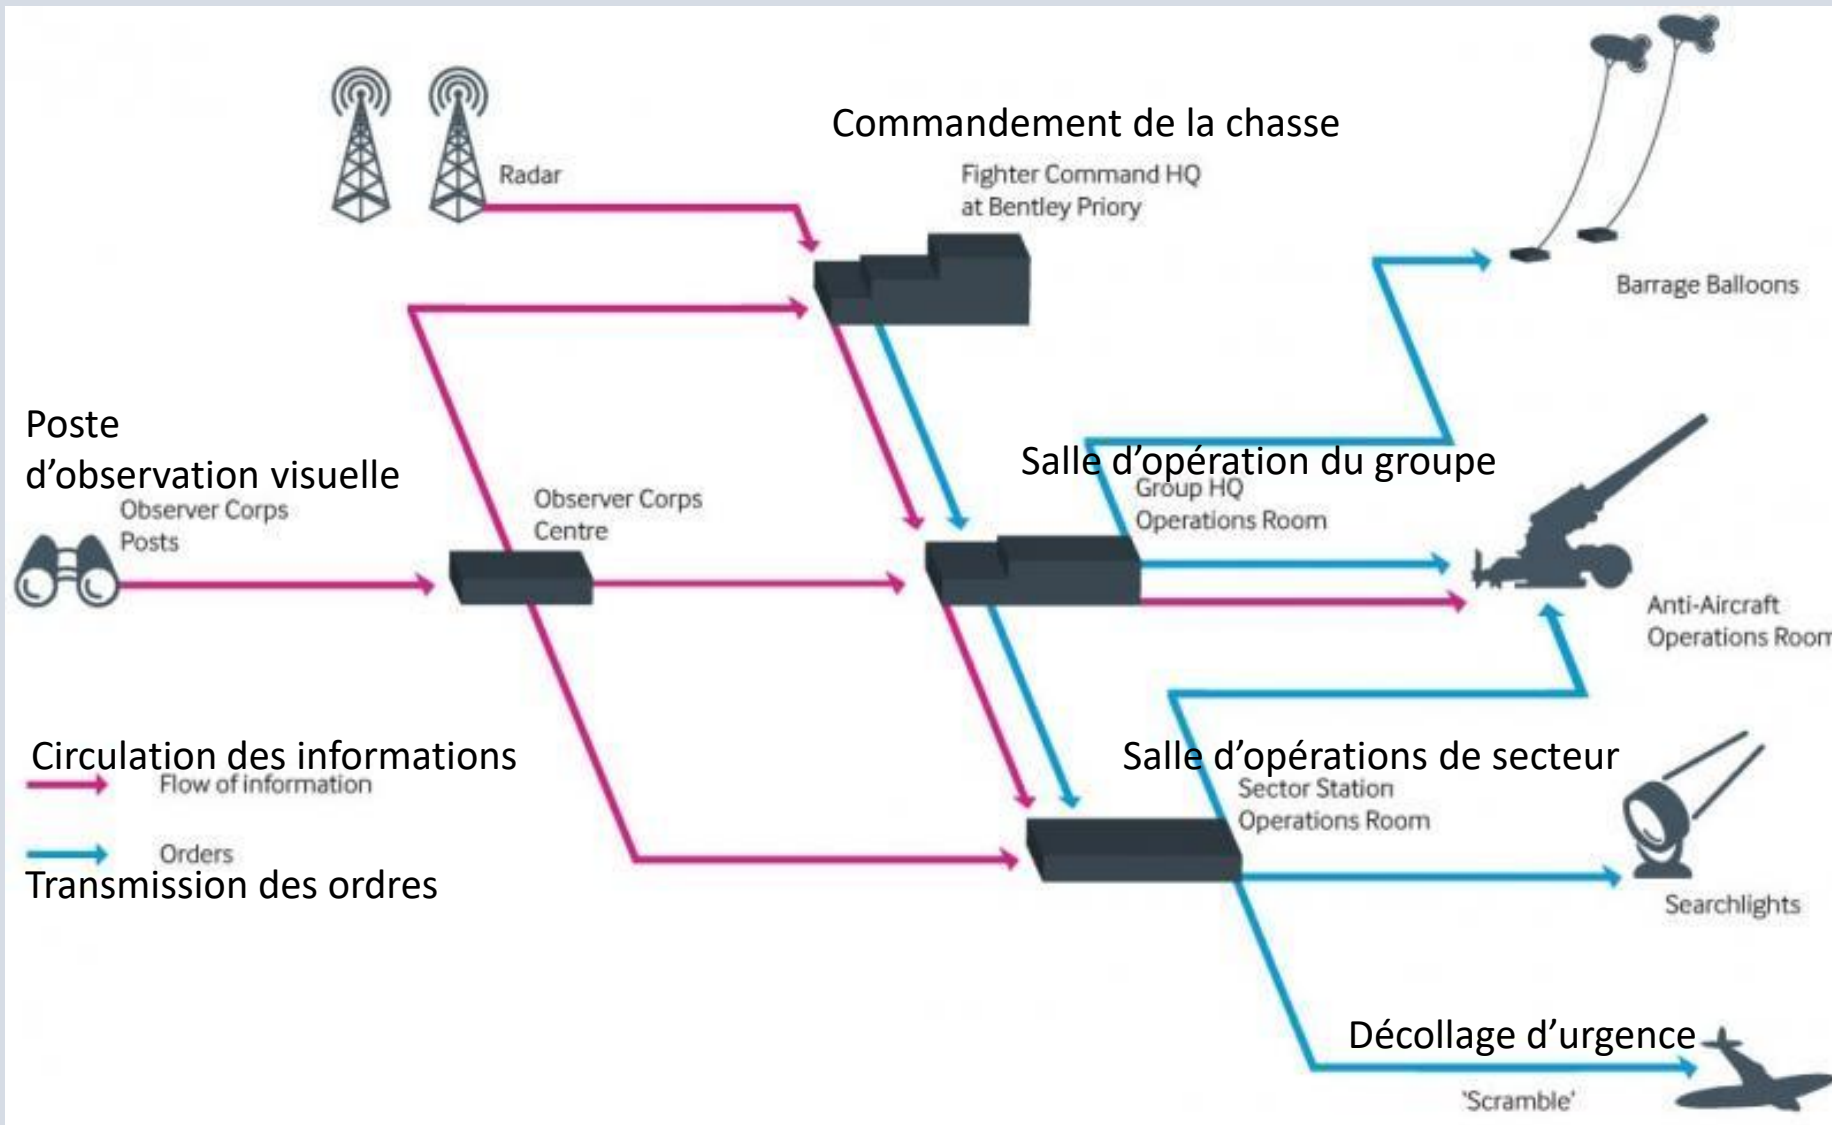 Commandement de la chasse
Radar
Fighter Command HQ
at Bentley Priory
Barrage Balloons
Poste
d’observation visuelle
Observer Corps
Posts
Observer Corps
Centre
Salle d’opération du groupe
Group HQ
Operations Room
Anti-Aircraft
Operations Room
Circulation des informations
Flow of information
Orders
Transmission des ordres
Salle d’opérations de secteur
Sector Station
Operations Room
Searchlights
Décollage d’urgence
‘Scramble’